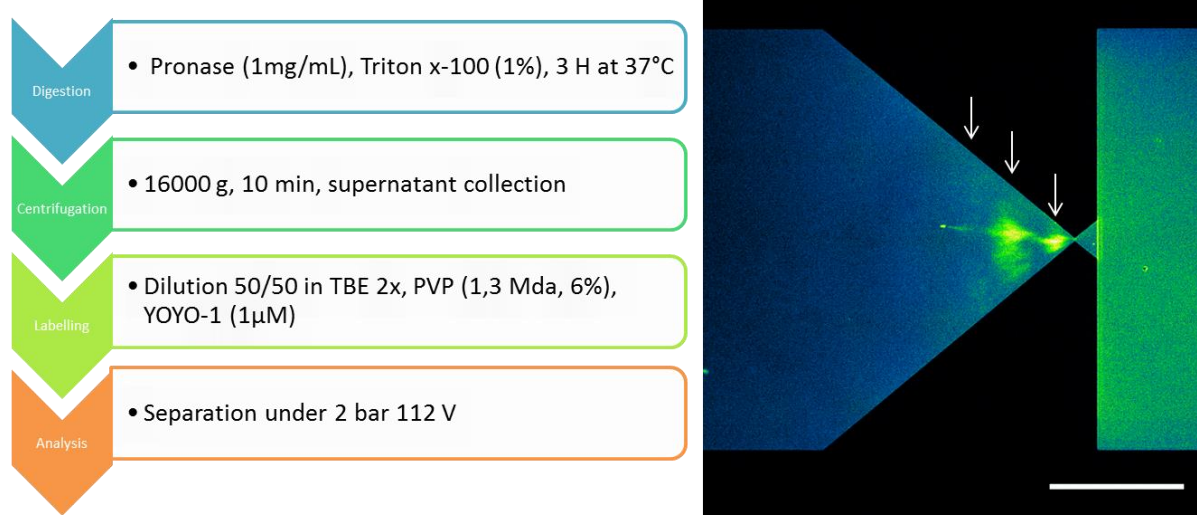 Digestion
• Pronase (1mg/mL), Triton x-100 (1%), 3 H at 37°C
Centrifugation
• 16000 g, 10 min, supernatant collection
Labelling
• Dilution 50/50 in TBE 2x, PVP (1,3 Mda, 6%),
YOYO-1 (1µM)
Analysis
• Separation under 2 bar 112 V